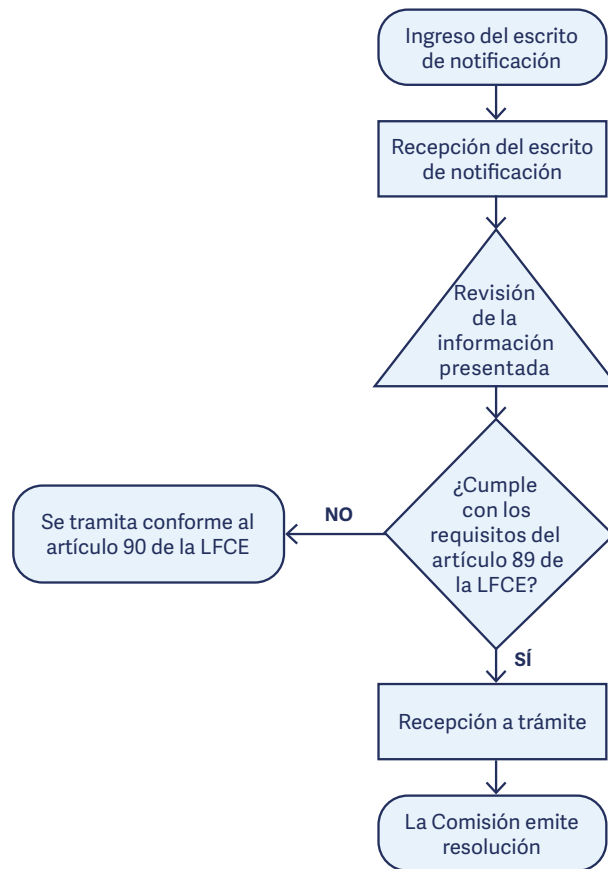 Ingreso del escrito
de notificación
Recepción del escrito
de notificación
Revisión
de la
información
presentada
¿Cumple
con los
requisitos del
artículo 89 de
la LFCE?
NO
Se tramita conforme al
artículo 90 de la LFCE
SÍ
Recepción a trámite
La Comisión emite
resolución